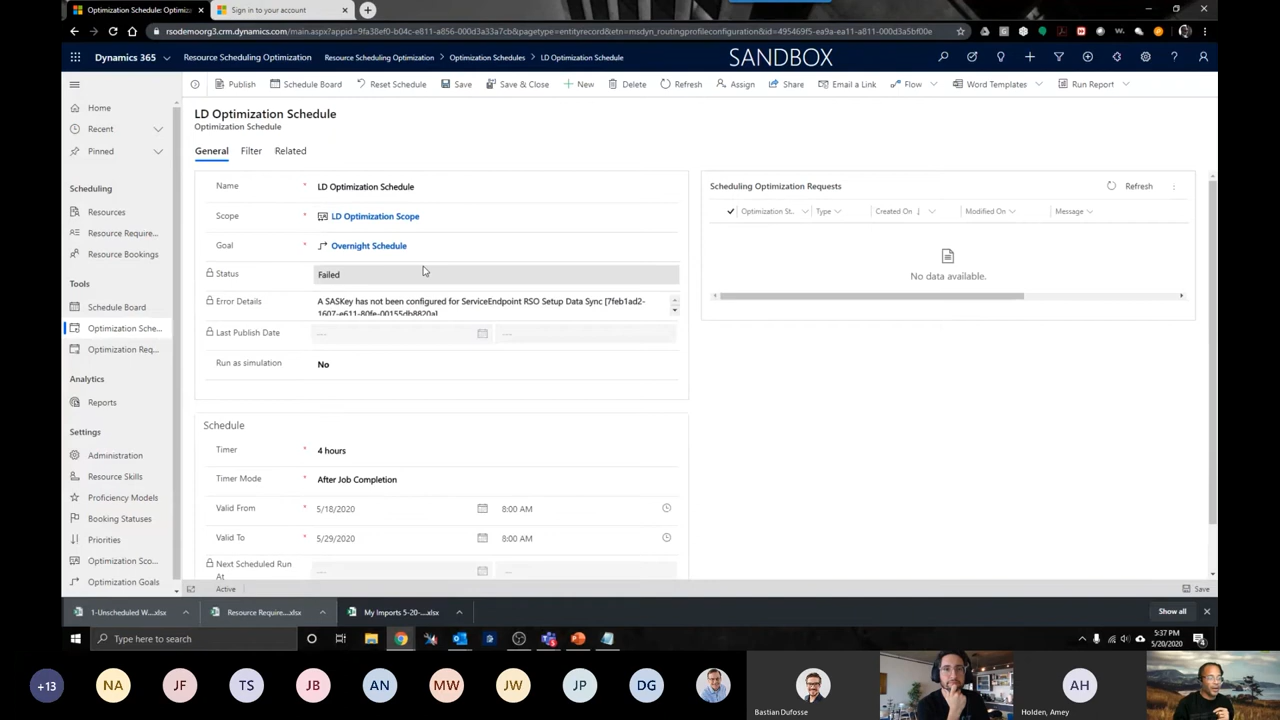 Optimization Schedule: Optimiz
Sign in to your account
rsodemoorg3.crm.dynamics.com/main.aspx?appid=9fa38ef0-b04c-e811-a856-000d3a33a7cb&pagetype=entityrecord&etn=msdyn_routingprofileconfiguration&id=495469f5-ea9a-ea11-a811-000d3a5bf00e
Dynamics 365
Resource Scheduling Optimization
Resource Scheduling Optimization
Optimization Schedules
LD Optimization Schedule
SANDBOX
Publish
Schedule Board
Reset Schedule
Save
Save & Close
New
Delete
Refresh
Assign
Share
Email a Link
Flow
Word Templates
Run Report
Home
Recent
Pinned
Scheduling
Resources
Resource Require...
Resource Bookings
Tools
Schedule Board
Optimization Sche...
Optimization Req...
Analytics
Reports
Settings
Administration
Resource Skills
Proficiency Models
Booking Statuses
Priorities
Optimization Sco...
Optimization Goals
LD Optimization Schedule
Optimization Schedule
General
Filter
Related
Name * LD Optimization Schedule
Scope * LD Optimization Scope
Goal * Overnight Schedule
Status Failed
Error Details A SASKey has not been configured for ServiceEndpoint RSO Setup Data Sync [7feb1ad2-
1607-e611-80fe-00155db8820a]
Last Publish Date --- ---
Run as simulation No
Schedule
Timer * 4 hours
Timer Mode * After Job Completion
Valid From * 5/18/2020 8:00 AM
Valid To * 5/29/2020 8:00 AM
Next Scheduled Run
At --- ---
Scheduling Optimization Requests
Refresh
Optimization St...
Type
Created On
Modified On
Message
No data available.
Active
Save
1-Unscheduled W....xlsx
Resource Require....xlsx
My Imports 5-20-....xlsx
Show all
Type here to search
5:37 PM
5/20/2020
4
+13
NA
JF
TS
JB
AN
MW
JW
JP
DG
Bastian Dufosse
AH
Holden, Amey